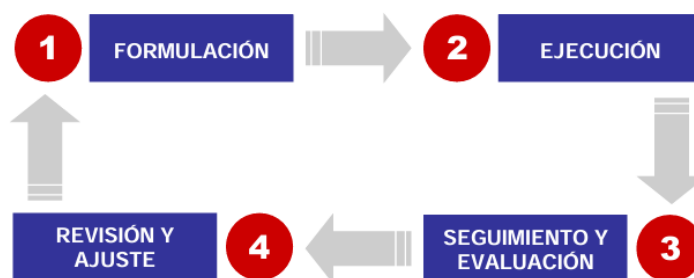 1 FORMULACIÓN
2 EJECUCIÓN
3 SEGUIMIENTO Y
EVALUACIÓN
4 REVISIÓN Y
AJUSTE